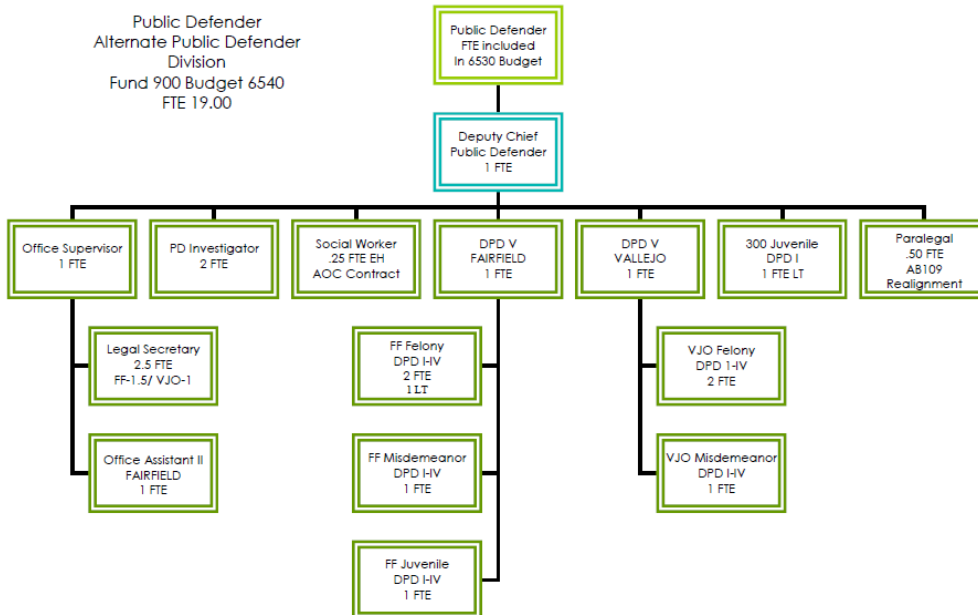 Public Defender
Alternate Public Defender
Division
Fund 900 Budget 6540
FTE 19.00
Public Defender
FTE included
In 6530 Budget
Deputy Chief
Public Defender
1 FTE
Office Supervisor
1 FTE
PD Investigator
2 FTE
Social Worker
.25 FTE EH
AOC Contract
DPD V
FAIRFIELD
1 FTE
DPD V
VALLEJO
1 FTE
300 Juvenile
DPD I
1 FTE LT
Paralegal
.50 FTE
AB109
Realignment
Legal Secretary
2.5 FTE
FF-1.5/ VJO-1
FF Felony
DPD I-IV
2 FTE
1 LT
VJO Felony
DPD 1-IV
2 FTE
Office Assistant II
FAIRFIELD
1 FTE
FF Misdemeanor
DPD I-IV
1 FTE
VJO Misdemeanor
DPD I-IV
1 FTE
FF Juvenile
DPD I-IV
1 FTE